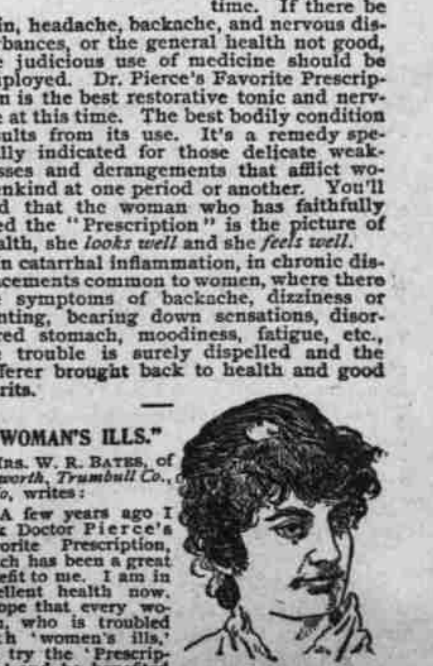 time. If there be
in, headache, backache, and nervous dis-
rbances, or the general health not good,
e judicious use of medicine should be
ployed. Dr. Pierce's Favorite Prescrip-
n is the best restorative tonic and nerv-
e at this time. The best bodily condition
sults from its use. It's a remedy spe-
lly indicated for those delicate weak-
sses and derangements that afflict wo-
enkind at one period or another. You'll
d that the woman who has faithfully
ed the "Prescription" is the picture of
alth, she looks well and she feels well.
n catarrhal inflammation, in chronic dis-
acements common to women, where there
e symptoms of backache, dizziness or
nting, bearing down sensations, disor-
red stomach, moodiness, fatigue, etc.,
e trouble is surely dispelled and the
fferer brought back to health and good
rits.
WOMAN'S ILLS."
MRS. W. R. BATES, of
worth, Trumbull Co.,
o, writes:
A few years ago I
k Doctor Pierce's
orite Prescription,
ch has been a great
efit to me. I am in
ellent health now.
ope that every wo-
n, who is troubled
h 'women's ills,'
try the 'Prescrip-